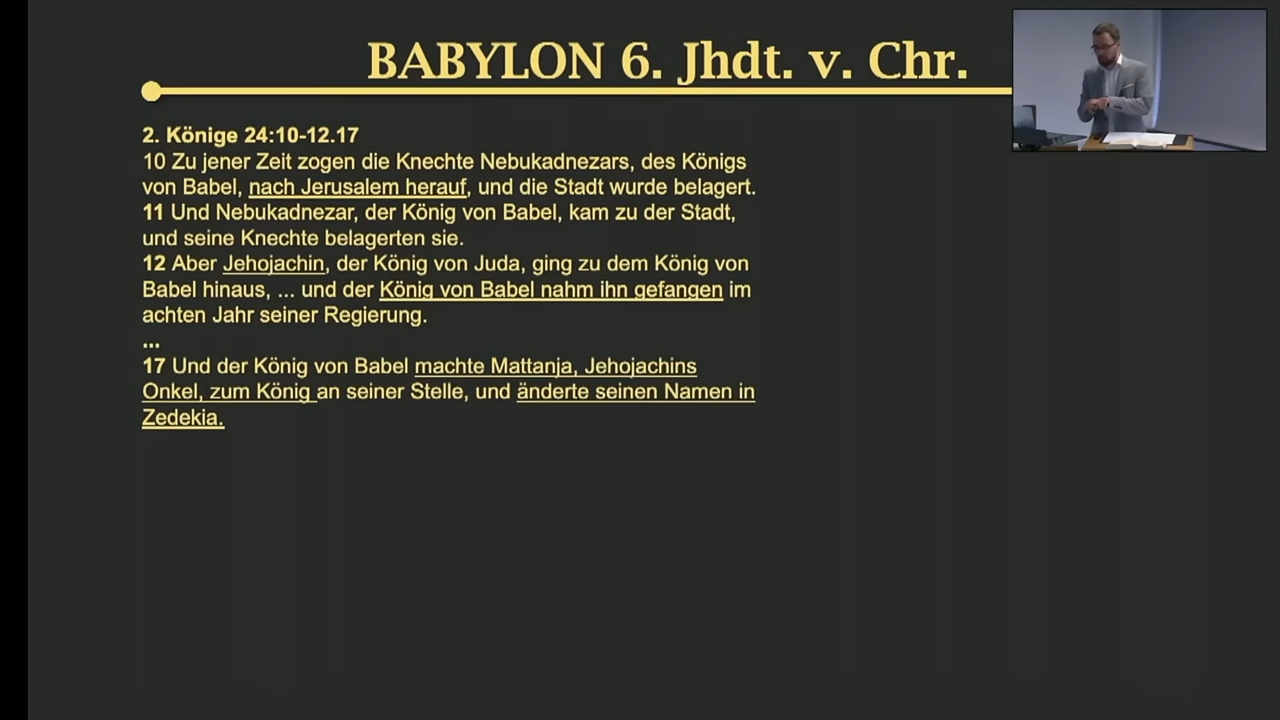 BABYLON 6. Jhdt. v. Chr.
2. Könige 24:10-12.17
10 Zu jener Zeit zogen die Knechte Nebukadnezars, des Königs
von Babel, nach Jerusalem herauf, und die Stadt wurde belagert.
11 Und Nebukadnezar, der König von Babel, kam zu der Stadt,
und seine Knechte belagerten sie.
12 Aber Jehojachin, der König von Juda, ging zu dem König von
Babel hinaus, ... und der König von Babel nahm ihn gefangen im
achten Jahr seiner Regierung.
...
17 Und der König von Babel machte Mattanja, Jehojachins
Onkel, zum König an seiner Stelle, und änderte seinen Namen in
Zedekia.